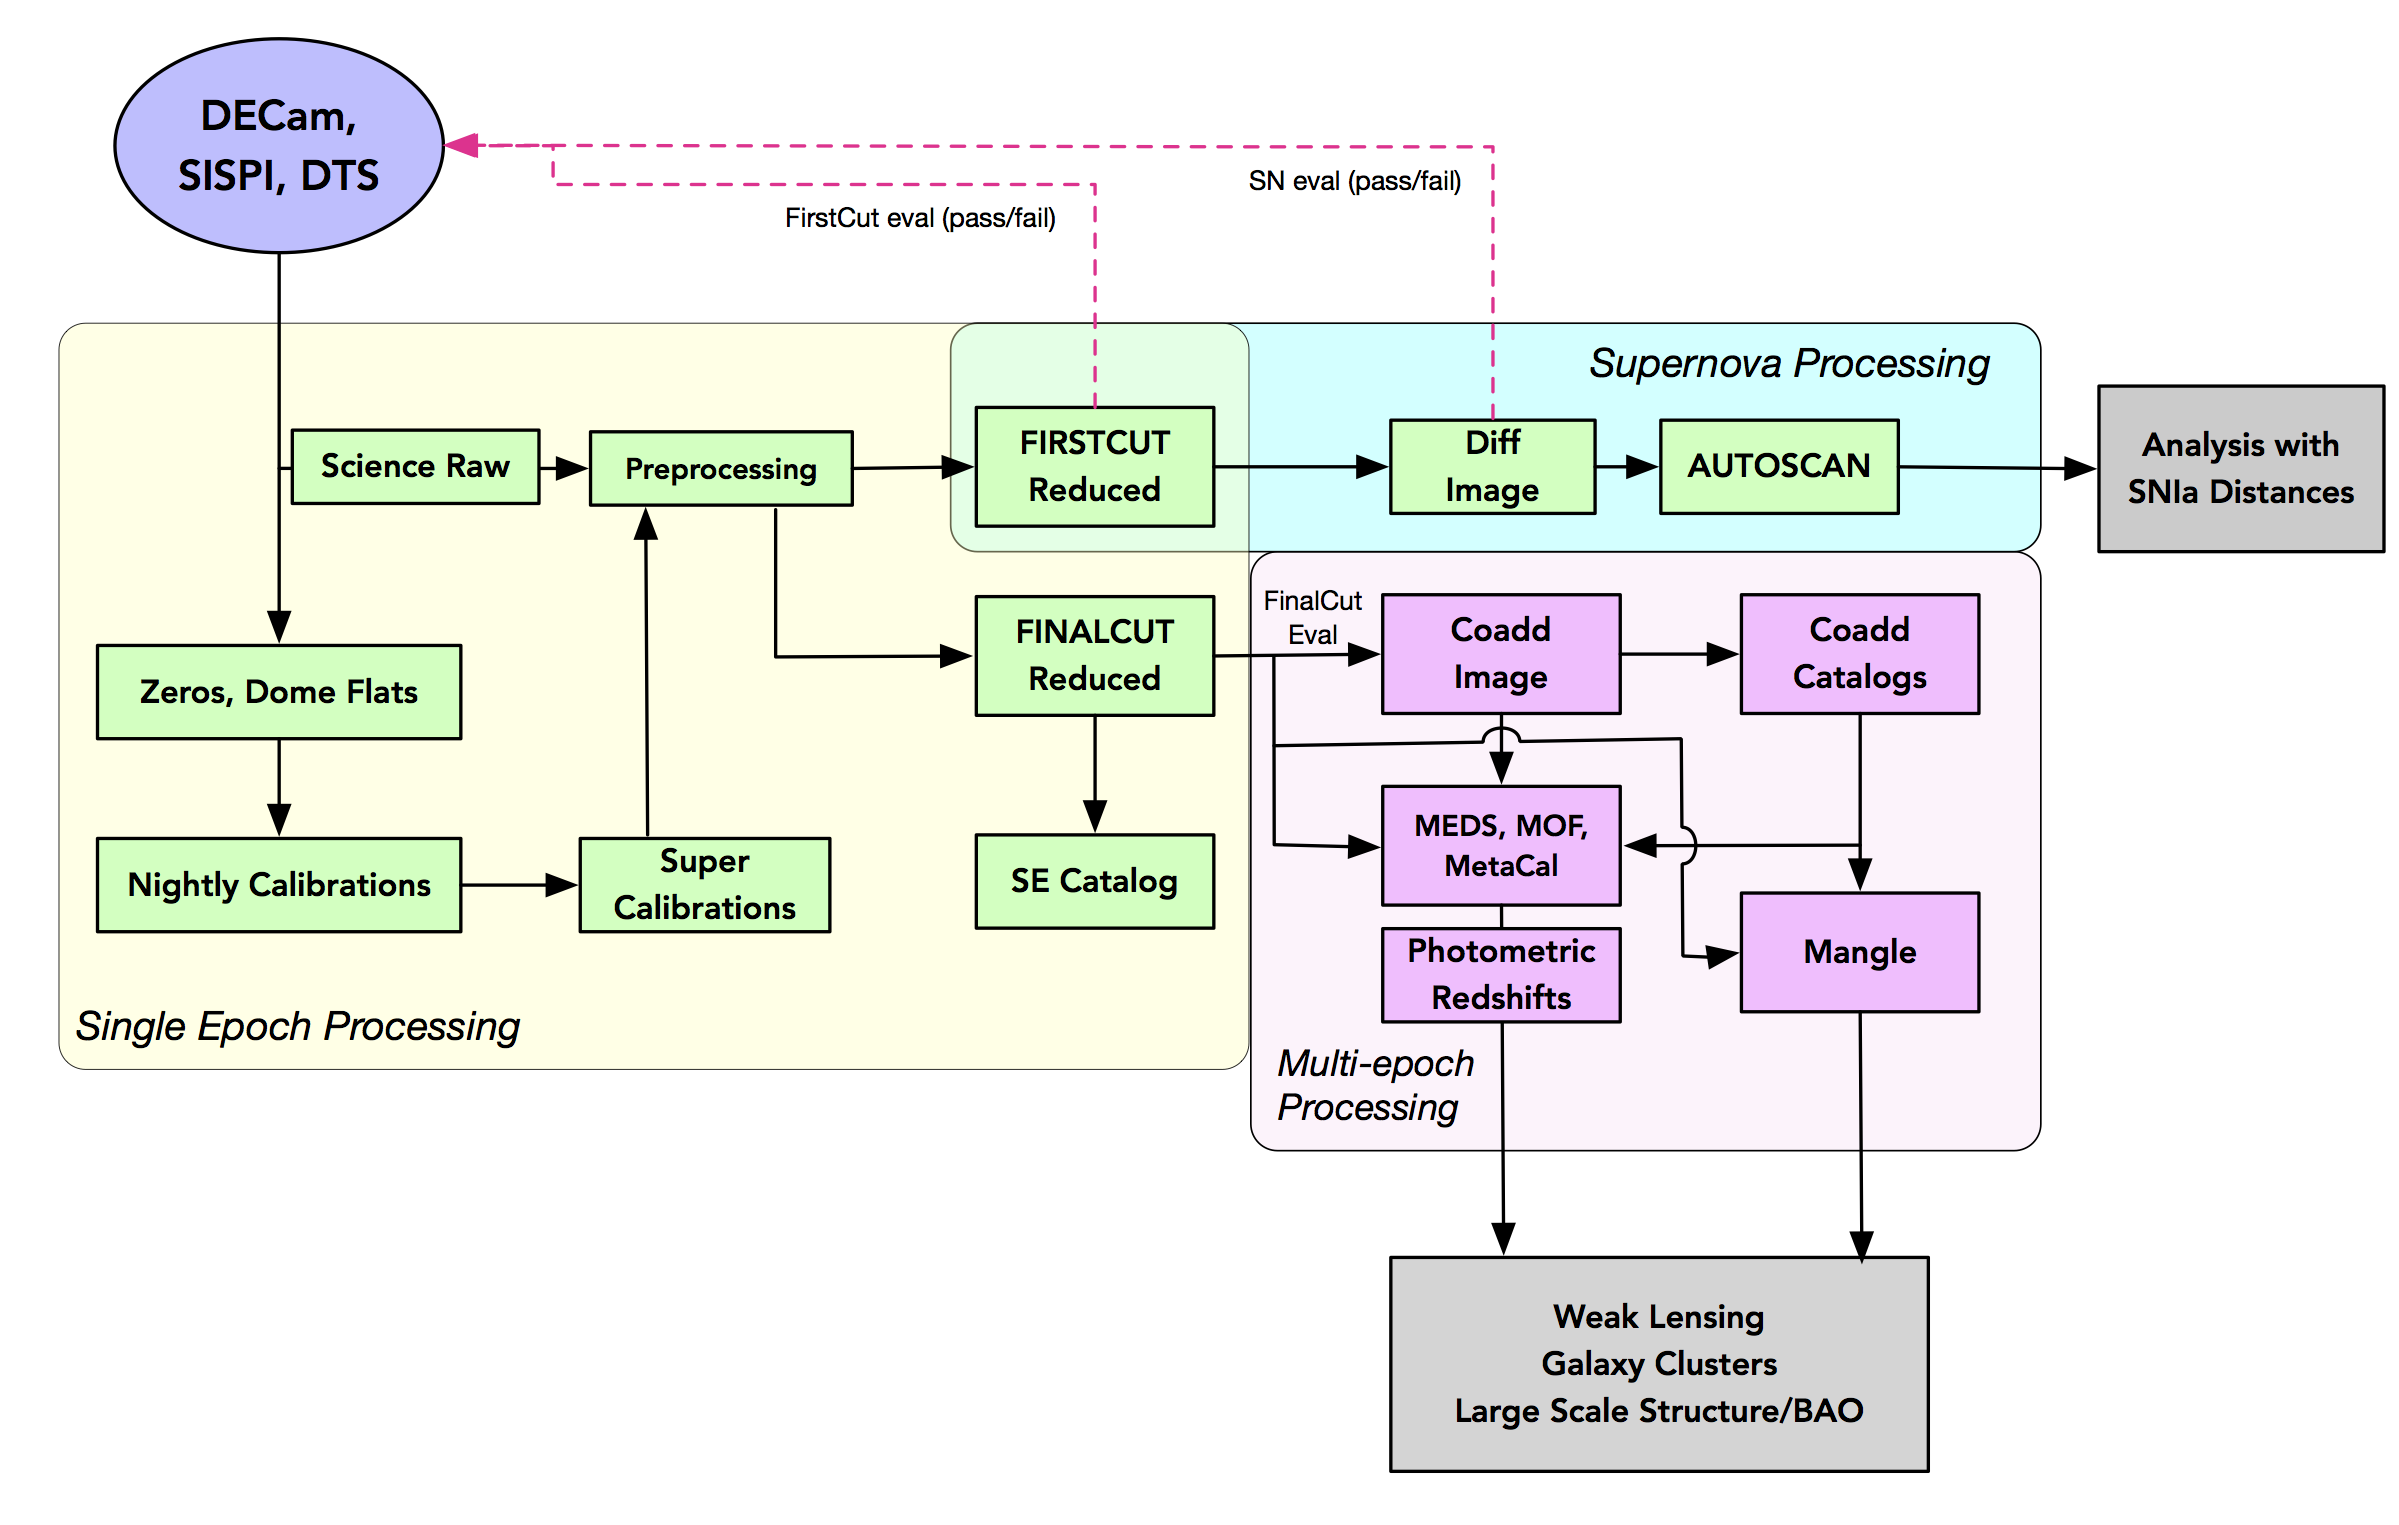 DECam,
SISPI, DTS
SN eval (pass/fail)
FirstCut eval (pass/fail)
Supernova Processing
Science Raw
Preprocessing
FIRSTCUT
Reduced
Diff
Image
AUTOSCAN
Analysis with
SNIa Distances
Zeros, Dome Flats
FINALCUT
Reduced
FinalCut
Eval
Coadd
Image
Coadd
Catalogs
Nightly Calibrations
Super
Calibrations
SE Catalog
MEDS, MOF,
MetaCal
Photometric
Redshifts
Mangle
Single Epoch Processing
Multi-epoch
Processing
Weak Lensing
Galaxy Clusters
Large Scale Structure/BAO